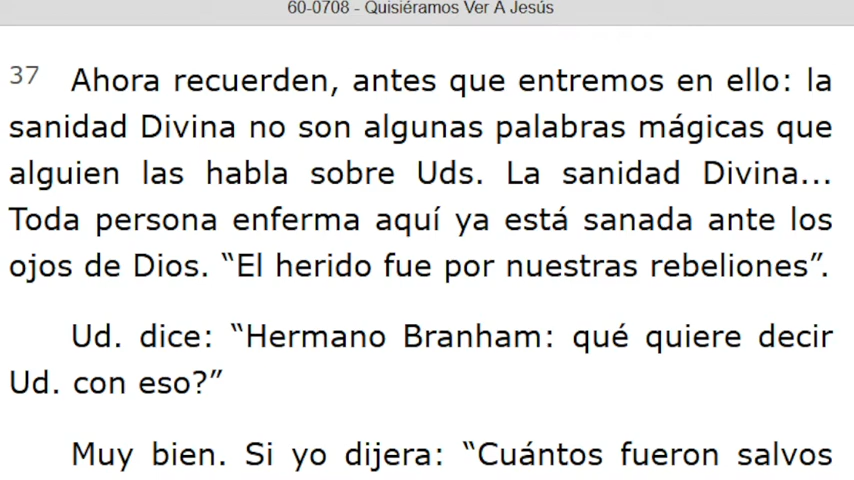 60-0708 - Quisiéramos Ver A Jesús
37 Ahora recuerden, antes que entremos en ello: la
sanidad Divina no son algunas palabras mágicas que
alguien las habla sobre Uds. La sanidad Divina...
Toda persona enferma aquí ya está sanada ante los
ojos de Dios. “El herido fue por nuestras rebeliones”.
Ud. dice: “Hermano Branham: qué quiere decir
Ud. con eso?”
Muy bien. Si yo dijera: “Cuántos fueron salvos